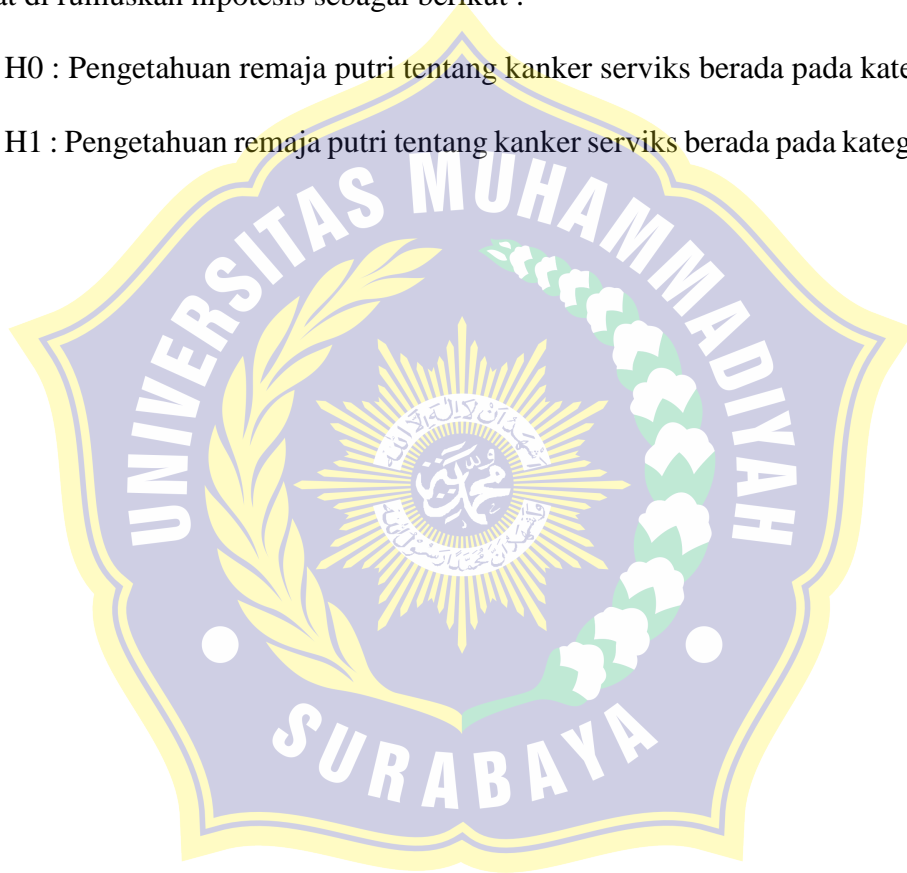 at di rumuskan hipotesis sebagai berikut :
H0 : Pengetahuan remaja putri tentang kanker serviks berada pada kate
H1 : Pengetahuan remaja putri tentang kanker serviks berada pada kateg
UNIVERSITAS MUHAMMADIYAH
SURABAYA